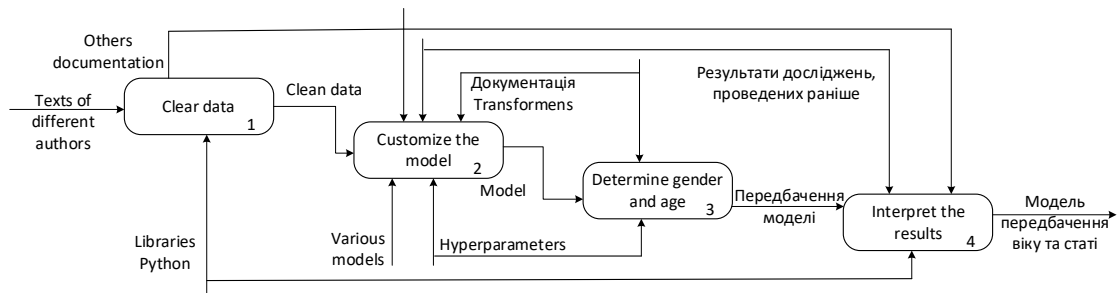 Others
documentation
Texts of
different
authors
Clear data
1
Clean data
Документація
Transformens
Результати досліджень,
проведених раніше
Customize the
model
2
Model
Determine gender
and age
3
Передбачення
моделі
Interpret the
results
4
Модель
передбачення
віку та статі
Libraries
Python
Various
models
Hyperparameters